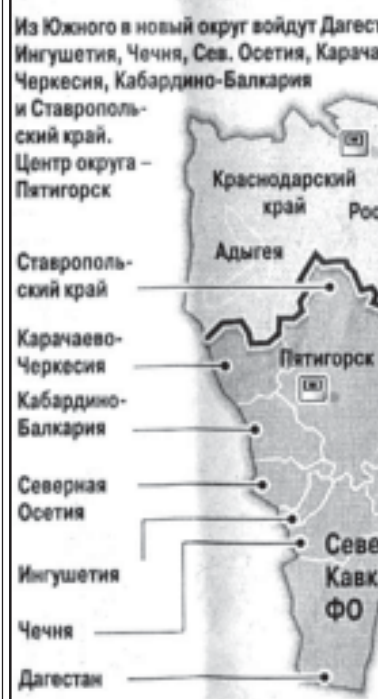 Из Южного в новый округ войдут Дагест
Ингушетия, Чечня, Сев. Осетия, Карача
Черкесия, Кабардино-Балкария
и Ставрополь-
ский край.
Центр округа –
Пятигорск
Краснодарский
край
Рос
Адыгея
Ставрополь-
ский край
Карачаево-
Черкесия
Пятигорск
Кабардино-
Балкария
Северная
Осетия
Ингушетия
Чечня
Дагестан
Севе
Кавк
ФО